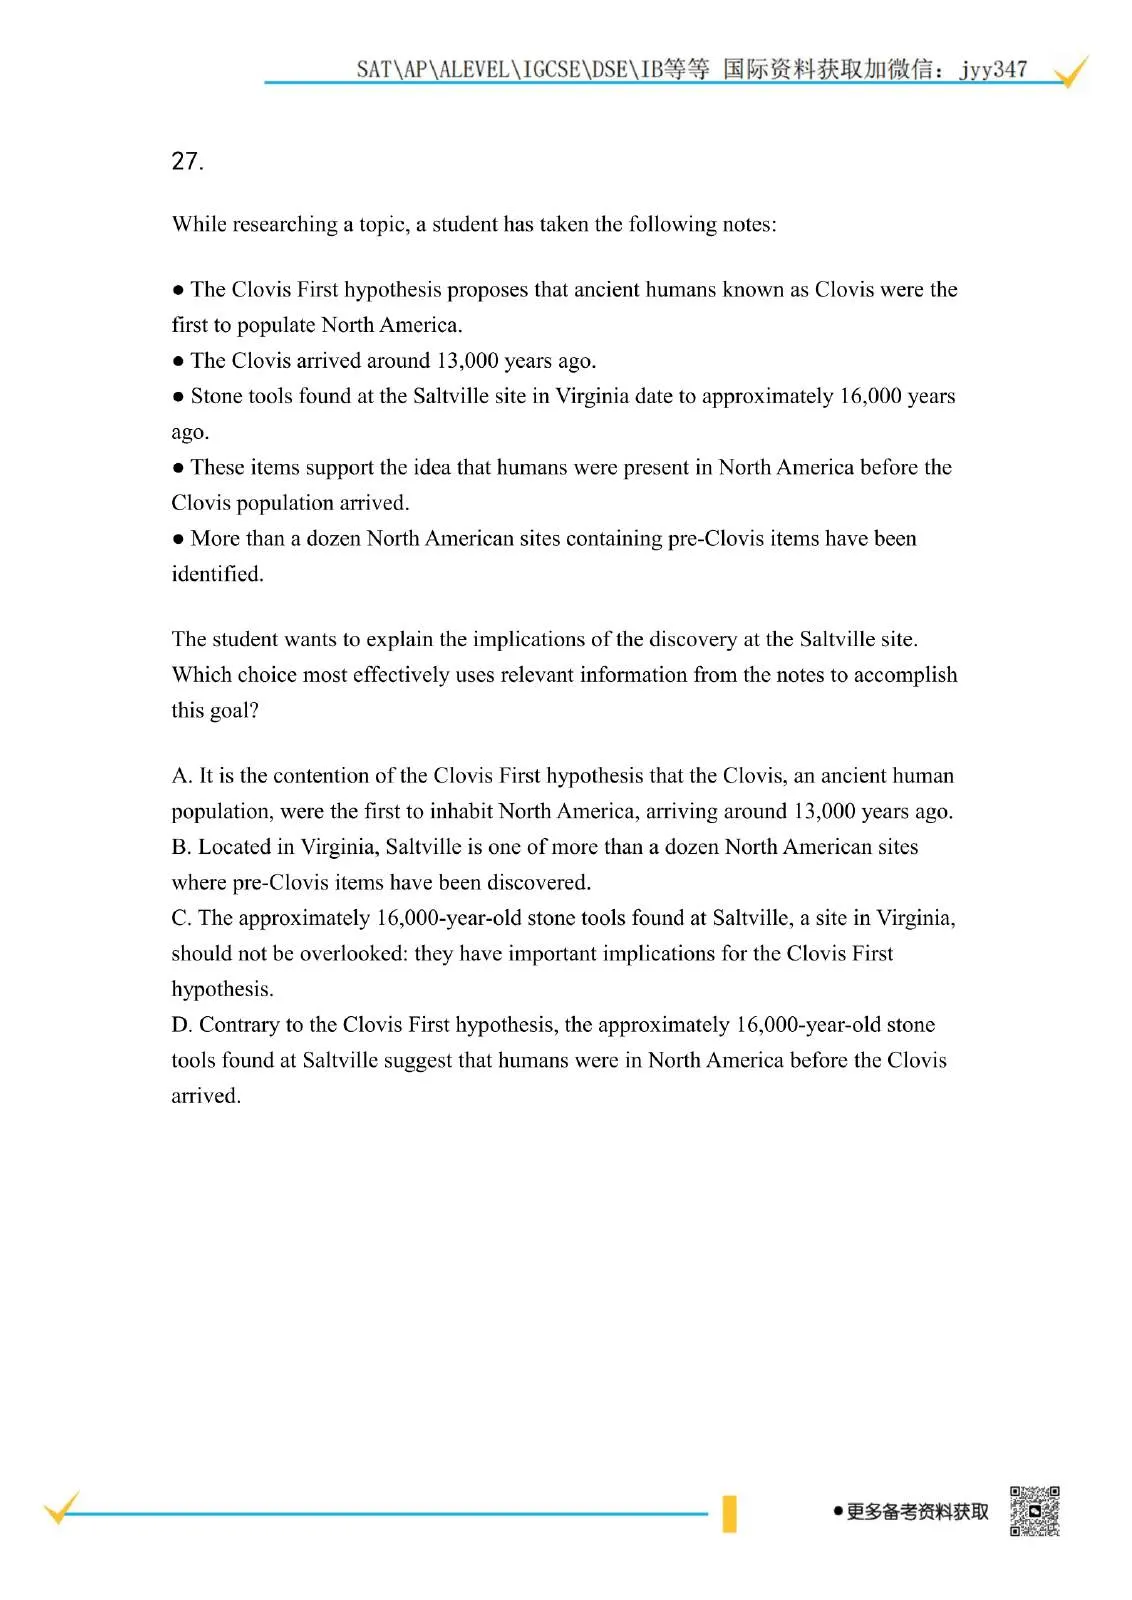 SAT\AP\ALEVEL\IGCSE\DSE\IB等等 国际资料获取加微信：jyy347
27.
While researching a topic, a student has taken the following notes:
● The Clovis First hypothesis proposes that ancient humans known as Clovis were the
first to populate North America.
● The Clovis arrived around 13,000 years ago.
● Stone tools found at the Saltville site in Virginia date to approximately 16,000 years
ago.
● These items support the idea that humans were present in North America before the
Clovis population arrived.
● More than a dozen North American sites containing pre-Clovis items have been
identified.
The student wants to explain the implications of the discovery at the Saltville site.
Which choice most effectively uses relevant information from the notes to accomplish
this goal?
A. It is the contention of the Clovis First hypothesis that the Clovis, an ancient human
population, were the first to inhabit North America, arriving around 13,000 years ago.
B. Located in Virginia, Saltville is one of more than a dozen North American sites
where pre-Clovis items have been discovered.
C. The approximately 16,000-year-old stone tools found at Saltville, a site in Virginia,
should not be overlooked: they have important implications for the Clovis First
hypothesis.
D. Contrary to the Clovis First hypothesis, the approximately 16,000-year-old stone
tools found at Saltville suggest that humans were in North America before the Clovis
arrived.
●更多备考资料获取